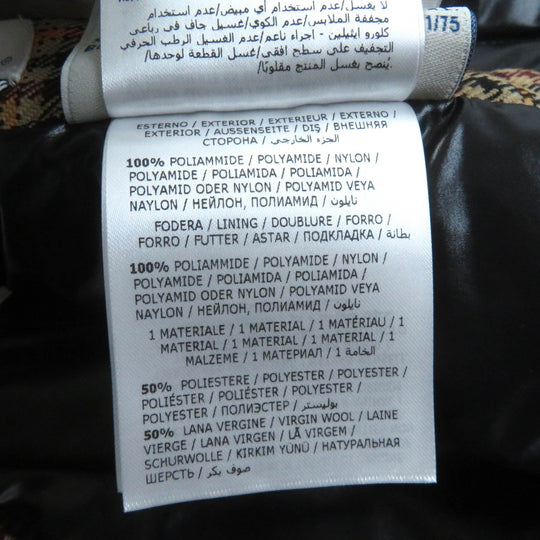 لا يغسل/عدم استخدام أي مبيض/عدم استخدام
مجففة الملابس/عدم الكوي/غسيل جاف في رباعي
كلورو ايثيلين - اجراء ناعم/عدم الغسيل الرطب الحرفي
التجفيف على سطح افقي/غسل القطعة لوحدها/
يُنصح بغسل المنتج مقلوبًا/
1/75
ESTERNO / EXTERIOR / EXTERIEUR / EXTERNO /
EXTERIOR / AUSSENSEITE / DIŞ / ВНЕШНЯЯ
СТОРОНА / الجزء الخارجي
100% POLIAMMIDE / POLYAMIDE / NYLON /
POLYAMIDE / POLIAMIDA / POLIAMIDA /
POLYAMID ODER NYLON / POLYAMID VEYA
NAYLON / НЕЙЛОН, ПОЛИАМИД / نايلون
FODERA / LINING / DOUBLURE / FORRO /
FORRO / FUTTER / ASTAR / ПОДКЛАДКА / بطانة
100% POLIAMMIDE / POLYAMIDE / NYLON /
POLYAMIDE / POLIAMIDA / POLIAMIDA /
POLYAMID ODER NYLON / POLYAMID VEYA
NAYLON / НЕЙЛОН, ПОЛИАМИД / نايلون
1 MATERIALE / 1 MATERIAL / 1 MATÉRIAU / 1
MATERIAL / 1 MATERIAL / 1 MATERIAL / 1
MALZEME / 1 МАТЕРИАЛ / الخامة 1
50% POLIESTERE / POLYESTER / POLYESTER /
POLIÉSTER / POLIÉSTER / POLYESTER /
POLYESTER / ПОЛИЭСТЕР / بوليستر
50% LANA VERGINE / VIRGIN WOOL / LAINE
VIERGE / LANA VIRGEN / LÃ VIRGEM /
SCHURWOLLE / KIRKIM YÜNÜ / НАТУРАЛЬНАЯ
ШЕРСТЬ / صوف بكر